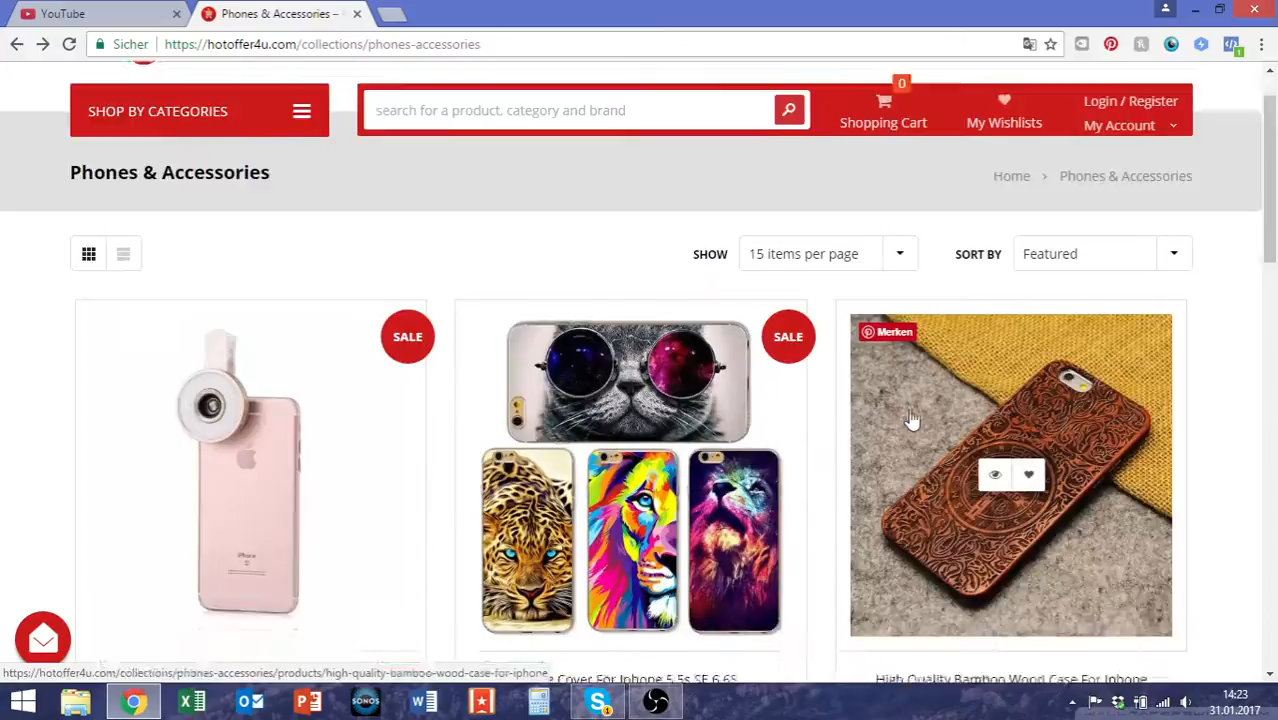 YouTube
Phones & Accessories –
Sicher
https://hotoffer4u.com/collections/phones-accessories
1
SHOP BY CATEGORIES
search for a product, category and brand
0
Shopping Cart
My Wishlists
Login / Register
My Account
Phones & Accessories
Home › Phones & Accessories
SHOW
15 items per page
SORT BY
Featured
SALE
SALE
Merken
iPhone
https://hotoffer4u.com/collections/phones-accessories/products/high-quality-bamboo-wood-case-for-iphone
Cover For Iphone 5,5s SE 6,6S
High Quality Bamboo Wood Case For Iphone
SONOS
14:23
31.01.2017